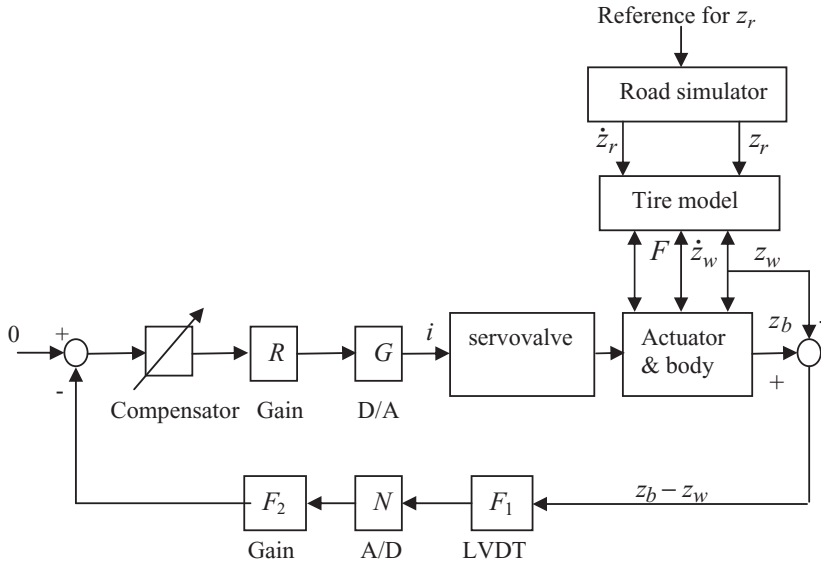 Reference for z_r
Road simulator
ż_r z_r
Tire model
F ż_w z_w
0 + R G i servovalve Actuator & body z_b -
- +
Compensator Gain D/A
F_2 N F_1 z_b – z_w
Gain A/D LVDT